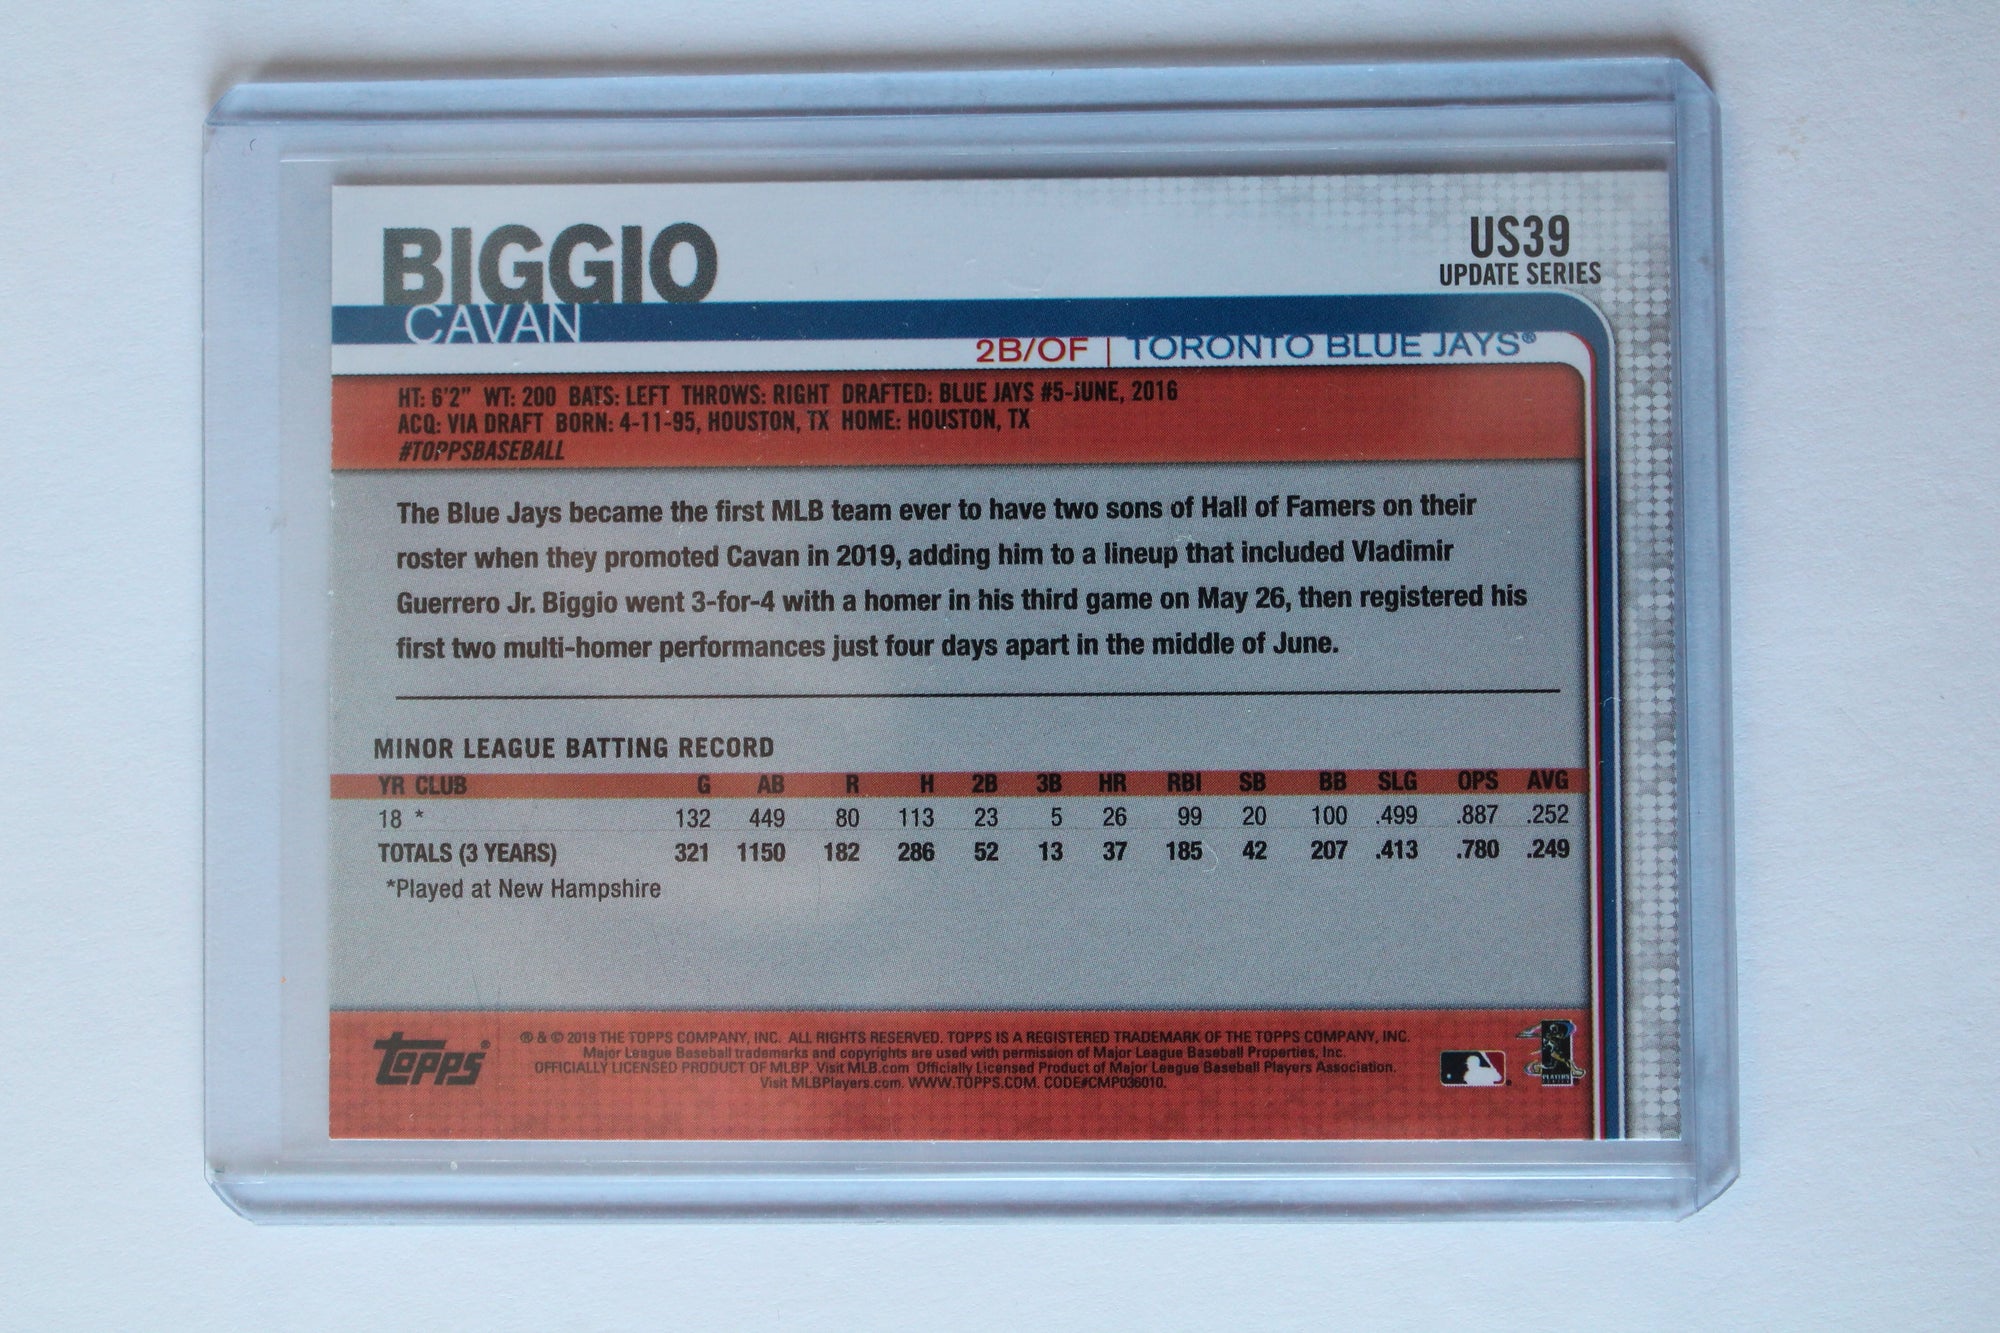 BIGGIO
CAVAN
US39
UPDATE SERIES
2B/OF | TORONTO BLUE JAYS®
HT: 6'2" WT: 200 BATS: LEFT THROWS: RIGHT DRAFTED: BLUE JAYS #5-JUNE, 2016
ACQ: VIA DRAFT BORN: 4-11-95, HOUSTON, TX HOME: HOUSTON, TX
#TOPPSBASEBALL
The Blue Jays became the first MLB team ever to have two sons of Hall of Famers on their
roster when they promoted Cavan in 2019, adding him to a lineup that included Vladimir
Guerrero Jr. Biggio went 3-for-4 with a homer in his third game on May 26, then registered his
first two multi-homer performances just four days apart in the middle of June.
MINOR LEAGUE BATTING RECORD
YR CLUB G AB R H 2B 3B HR RBI SB BB SLG OPS AVG
18 * 132 449 80 113 23 5 26 99 20 100 .499 .887 .252
TOTALS (3 YEARS) 321 1150 182 286 52 13 37 185 42 207 .413 .780 .249
*Played at New Hampshire
topps®
® & © 2019 THE TOPPS COMPANY, INC. ALL RIGHTS RESERVED. TOPPS IS A REGISTERED TRADEMARK OF THE TOPPS COMPANY, INC.
Major League Baseball trademarks and copyrights are used with permission of Major League Baseball Properties, Inc.
OFFICIALLY LICENSED PRODUCT OF MLBP. Visit MLB.com Officially Licensed Product of Major League Baseball Players Association.
Visit MLBPlayers.com. WWW.TOPPS.COM. CODE#CMP036010.
PLAYERS